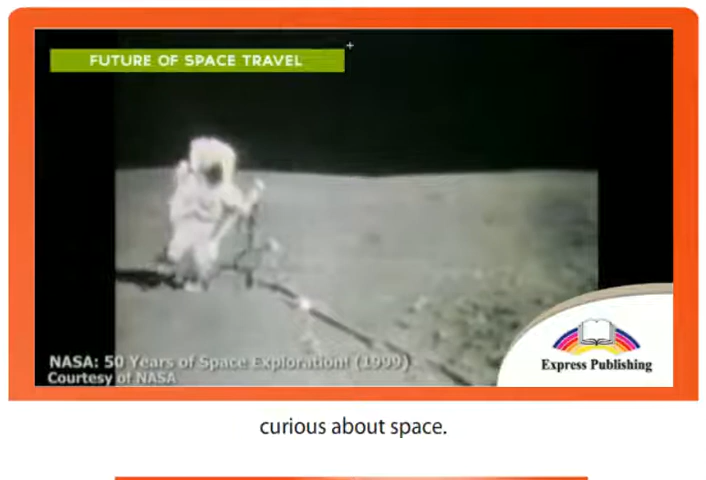 FUTURE OF SPACE TRAVEL
NASA: 50 Years of Space Exploration! (1999)
Courtesy of NASA
Express Publishing
curious about space.